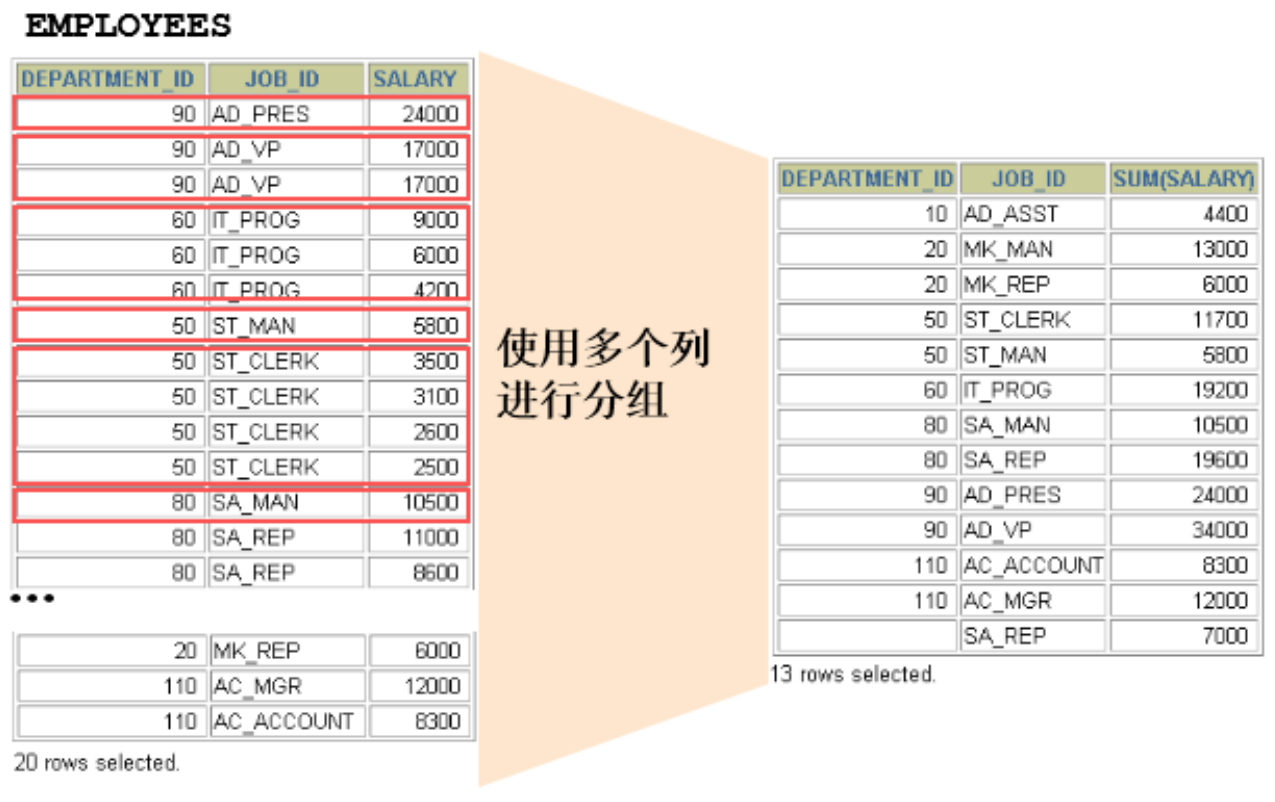 EMPLOYEES
DEPARTMENT_ID JOB_ID SALARY
90 AD_PRES 24000
90 AD_VP 17000
90 AD_VP 17000
60 IT_PROG 9000
60 IT_PROG 6000
60 IT_PROG 4200
50 ST_MAN 5800
50 ST_CLERK 3500
50 ST_CLERK 3100
50 ST_CLERK 2600
50 ST_CLERK 2500
80 SA_MAN 10500
80 SA_REP 11000
80 SA_REP 8600
•••
20 MK_REP 6000
110 AC_MGR 12000
110 AC_ACCOUNT 8300
20 rows selected.
使用多个列
进行分组
DEPARTMENT_ID JOB_ID SUM(SALARY)
10 AD_ASST 4400
20 MK_MAN 13000
20 MK_REP 6000
50 ST_CLERK 11700
50 ST_MAN 5800
60 IT_PROG 19200
80 SA_MAN 10500
80 SA_REP 19600
90 AD_PRES 24000
90 AD_VP 34000
110 AC_ACCOUNT 8300
110 AC_MGR 12000
SA_REP 7000
13 rows selected.